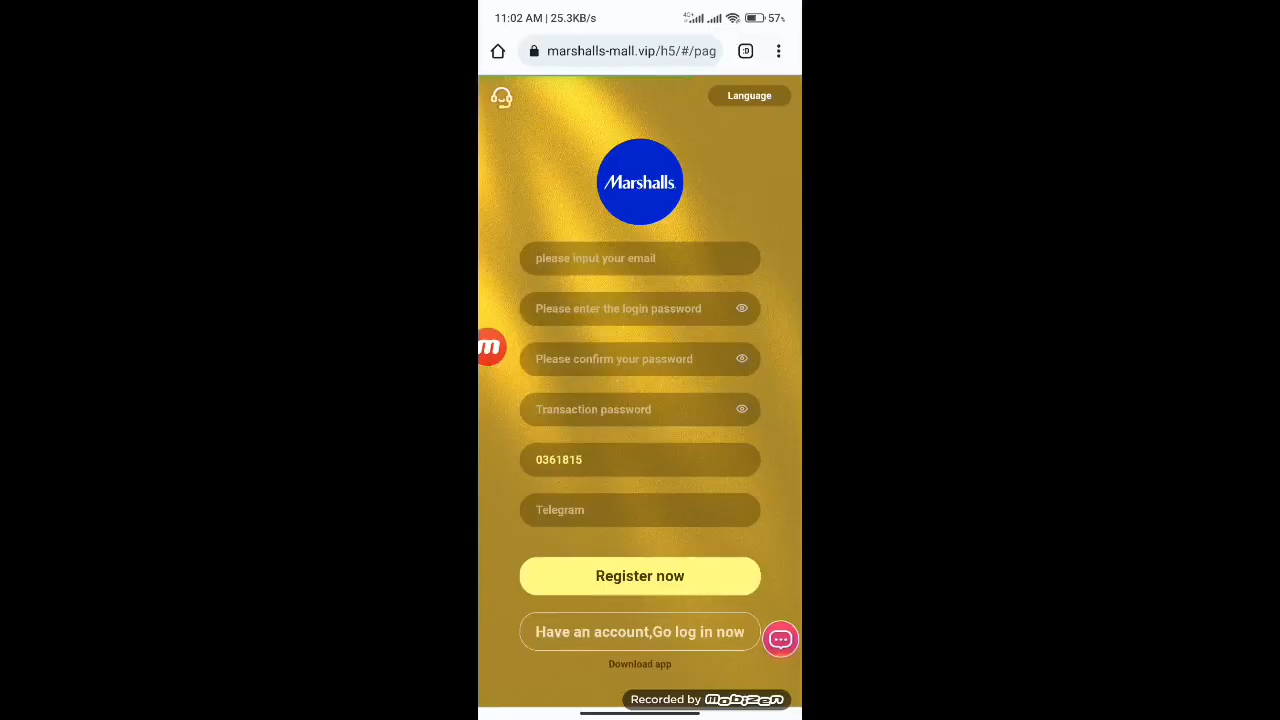 11:02 AM | 25.3KB/s
4G+
57%
marshalls-mall.vip/h5/#/pag
:D
Language
Marshalls.
please input your email
Please enter the login password
m
Please confirm your password
Transaction password
0361815
Telegram
Register now
Have an account,Go log in now
Download app
Recorded by mobizen